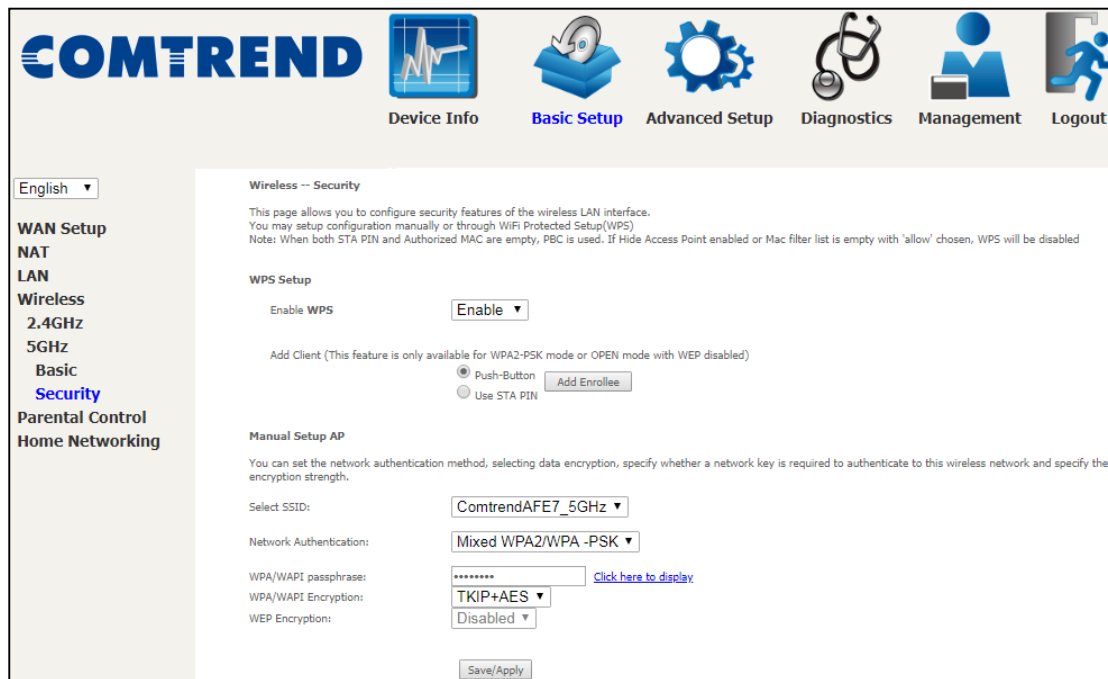 COMTREND
Device Info
Basic Setup
Advanced Setup
Diagnostics
Management
Logout
English
WAN Setup
NAT
LAN
Wireless
2.4GHz
5GHz
Basic
Security
Parental Control
Home Networking
Wireless -- Security
This page allows you to configure security features of the wireless LAN interface.
You may setup configuration manually or through WiFi Protected Setup(WPS)
Note: When both STA PIN and Authorized MAC are empty, PBC is used. If Hide Access Point enabled or Mac filter list is empty with 'allow' chosen, WPS will be disabled
WPS Setup
Enable WPS Enable
Add Client (This feature is only available for WPA2-PSK mode or OPEN mode with WEP disabled)
Push-Button Add Enrollee
Use STA PIN
Manual Setup AP
You can set the network authentication method, selecting data encryption, specify whether a network key is required to authenticate to this wireless network and specify the
encryption strength.
Select SSID: ComtrendAFE7_5GHz
Network Authentication: Mixed WPA2/WPA -PSK
WPA/WAPI passphrase: •••••••• Click here to display
WPA/WAPI Encryption: TKIP+AES
WEP Encryption: Disabled
Save/Apply